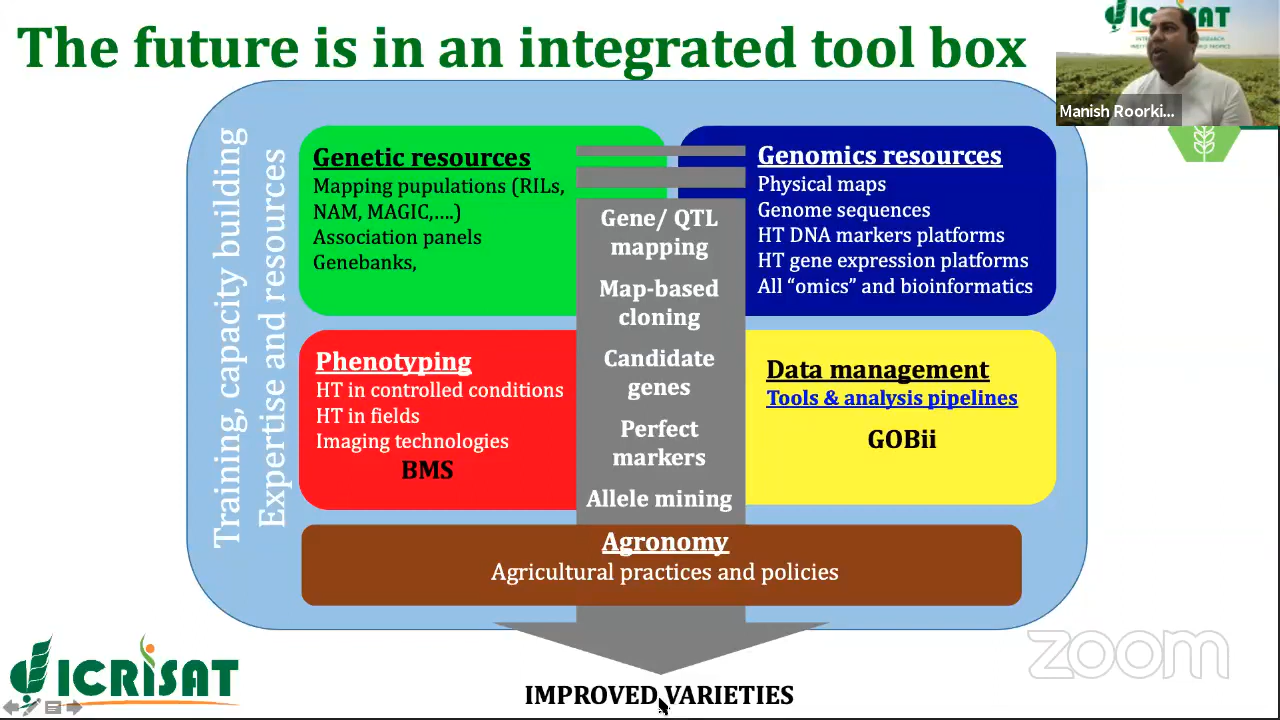 The future is in an integrated tool box
ICRISAT
Manish Roorki...
Training, capacity building
Expertise and resources
Genetic resources
Mapping pupulations (RILs,
NAM, MAGIC,....)
Association panels
Genebanks,
Genomics resources
Physical maps
Genome sequences
HT DNA markers platforms
HT gene expression platforms
All “omics” and bioinformatics
Gene/ QTL
mapping
Map-based
cloning
Candidate
genes
Perfect
markers
Allele mining
Phenotyping
HT in controlled conditions
HT in fields
Imaging technologies
BMS
Data management
Tools & analysis pipelines
GOBii
Agronomy
Agricultural practices and policies
IMPROVED VARIETIES
ICRISAT
zoom